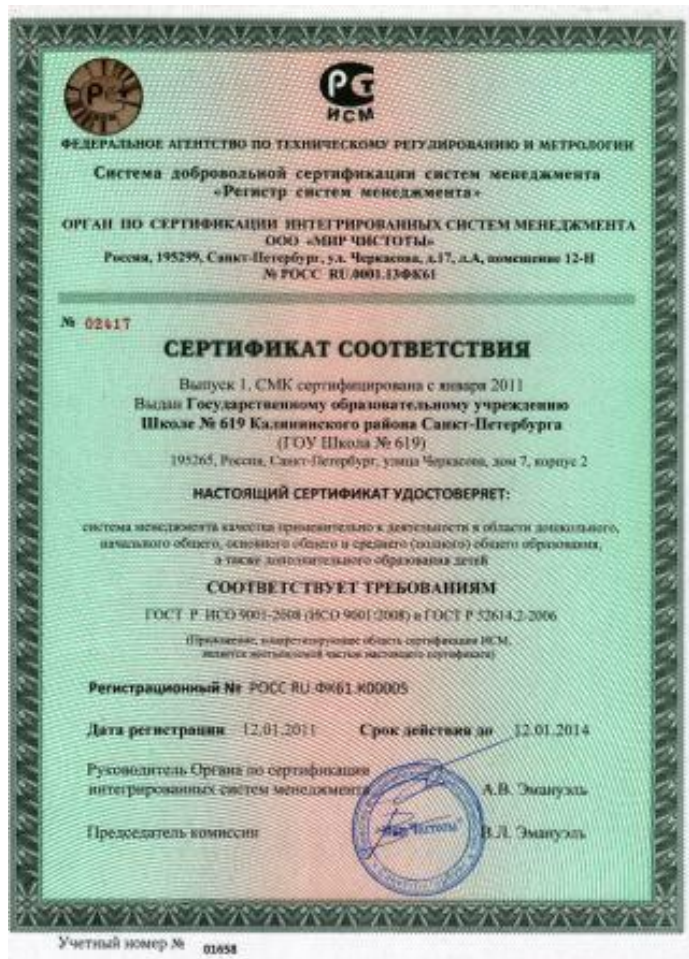 РСТ
ИСМ
ФЕДЕРАЛЬНОЕ АГЕНТСТВО ПО ТЕХНИЧЕСКОМУ РЕГУЛИРОВАНИЮ И МЕТРОЛОГИИ
Система добровольной сертификации систем менеджмента
«Регистр систем менеджмента»
ОРГАН ПО СЕРТИФИКАЦИИ ИНТЕГРИРОВАННЫХ СИСТЕМ МЕНЕДЖМЕНТА
ООО «МИР ЧИСТОТЫ»
Россия, 195299, Санкт-Петербург, ул. Черкасова, д.17, л.А, помещение 12-Н
№ РОСС RU.0001.13ФК61
№ 02417
СЕРТИФИКАТ СООТВЕТСТВИЯ
Выпуск 1, СМК сертифицирована с января 2011
Выдан Государственному образовательному учреждению
Школе № 619 Калининского района Санкт-Петербурга
(ГОУ Школа № 619)
195265, Россия, Санкт-Петербург, улица Черкасова, дом 7, корпус 2
НАСТОЯЩИЙ СЕРТИФИКАТ УДОСТОВЕРЯЕТ:
система менеджмента качества применительно к деятельности в области дошкольного,
начального общего, основного общего и среднего (полного) общего образования,
а также дополнительного образования детей
СООТВЕТСТВУЕТ ТРЕБОВАНИЯМ
ГОСТ Р ИСО 9001-2008 (ИСО 9001:2008) и ГОСТ Р 52614.2-2006
(Приложение, конкретизирующее область сертификации ИСМ,
является неотъемлемой частью настоящего сертификата)
Регистрационный № РОСС RU.ФК61.К00005
Дата регистрации 12.01.2011 Срок действия до 12.01.2014
Руководитель Органа по сертификации
интегрированных систем менеджмента А.В. Эмануэль
Председатель комиссии В.Л. Эмануэль
Учетный номер № 01658